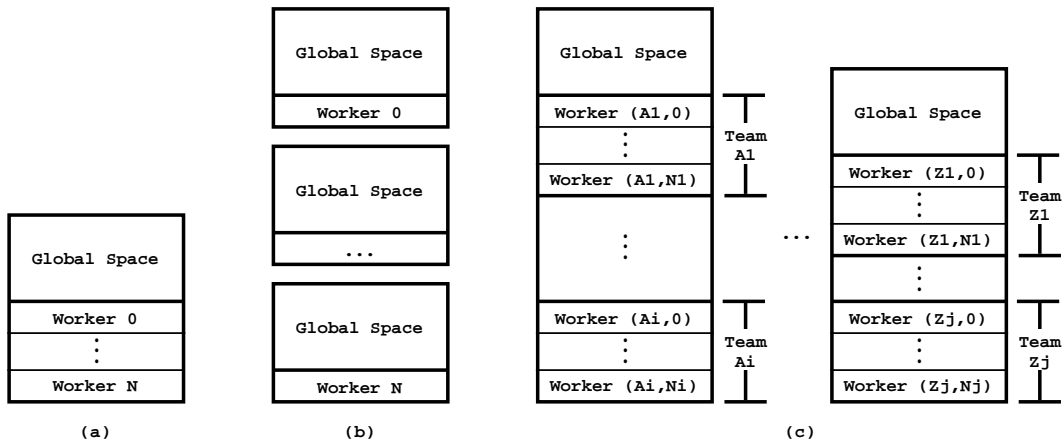 Global Space
Worker 0
⋮
Worker N
(a)
Global Space
Worker 0
Global Space
...
Global Space
Worker N
(b)
Global Space
Worker (A1,0)
⋮
Worker (A1,N1)
Team
A1
⋮
Worker (Ai,0)
⋮
Worker (Ai,Ni)
Team
Ai
...
Global Space
Worker (Z1,0)
⋮
Worker (Z1,N1)
Team
Z1
⋮
Worker (Zj,0)
⋮
Worker (Zj,Nj)
Team
Zj
(c)